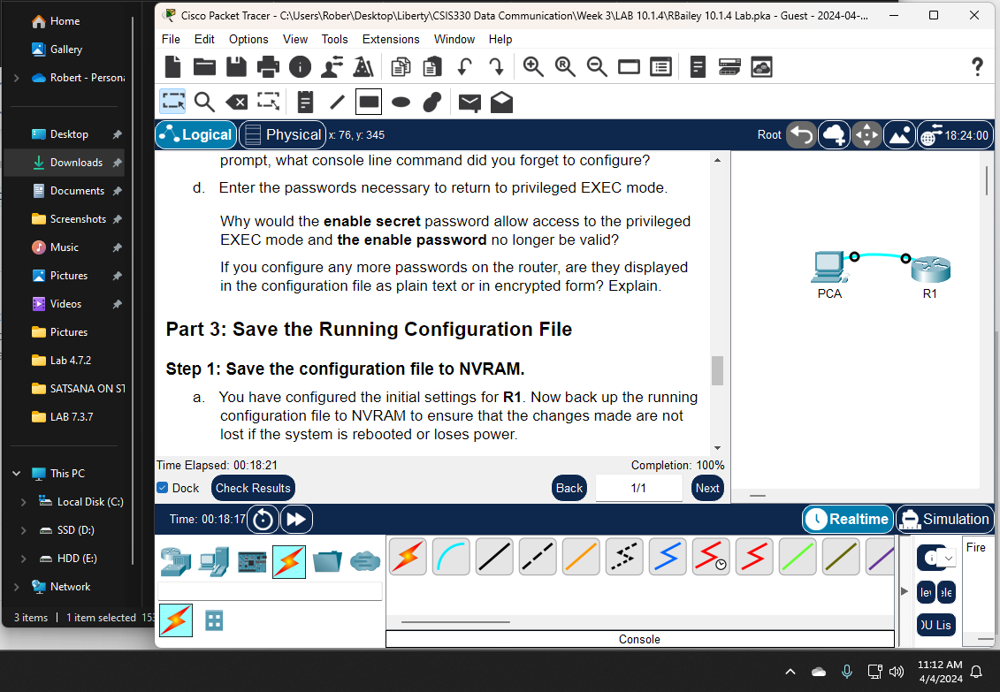 Home
Gallery
Robert - Persona
Desktop
Downloads
Documents
Screenshots
Music
Pictures
Videos
Pictures
Lab 4.7.2
SATSANA ON ST
LAB 7.3.7
This PC
Local Disk (C:)
SSD (D:)
HDD (E:)
Network
3 items | 1 item selected 153
Cisco Packet Tracer - C:\Users\Rober\Desktop\Liberty\CSIS330 Data Communication\Week 3\LAB 10.1.4\RBailey 10.1.4 Lab.pka - Guest - 2024-04-...
File Edit Options View Tools Extensions Window Help
Logical Physical x: 76, y: 345 Root 18:24:00
prompt, what console line command did you forget to configure?
d. Enter the passwords necessary to return to privileged EXEC mode.
Why would the enable secret password allow access to the privileged
EXEC mode and the enable password no longer be valid?
If you configure any more passwords on the router, are they displayed
in the configuration file as plain text or in encrypted form? Explain.
Part 3: Save the Running Configuration File
Step 1: Save the configuration file to NVRAM.
a. You have configured the initial settings for R1. Now back up the running
configuration file to NVRAM to ensure that the changes made are not
lost if the system is rebooted or loses power.
PCA R1
Time Elapsed: 00:18:21 Completion: 100%
Dock Check Results Back 1/1 Next
Time: 00:18:17 Realtime Simulation
Fire
Console
11:12 AM
4/4/2024